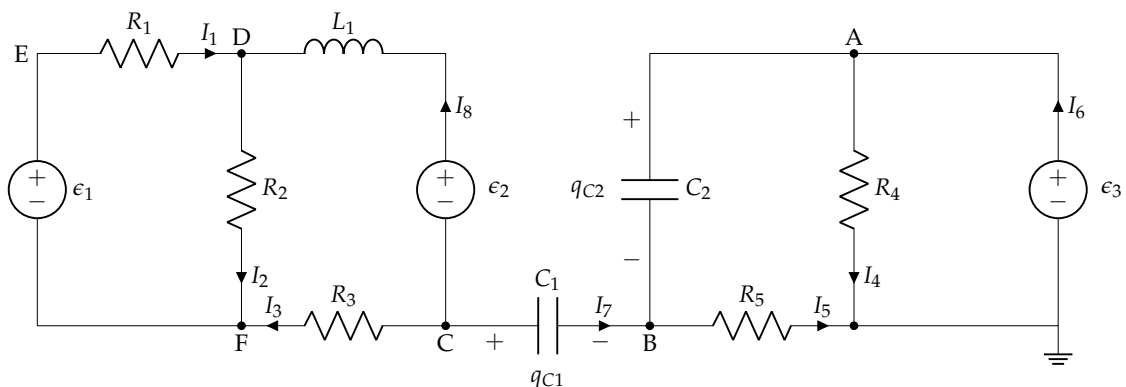 R1 I1 D L1 A
E
I8 I6
+ + + +
ϵ1 R2 ϵ2 qC2 C2 R4 ϵ3
− − − −
I2 I3 R3 C1 I7 R5 I5 I4
F C + − B
qC1